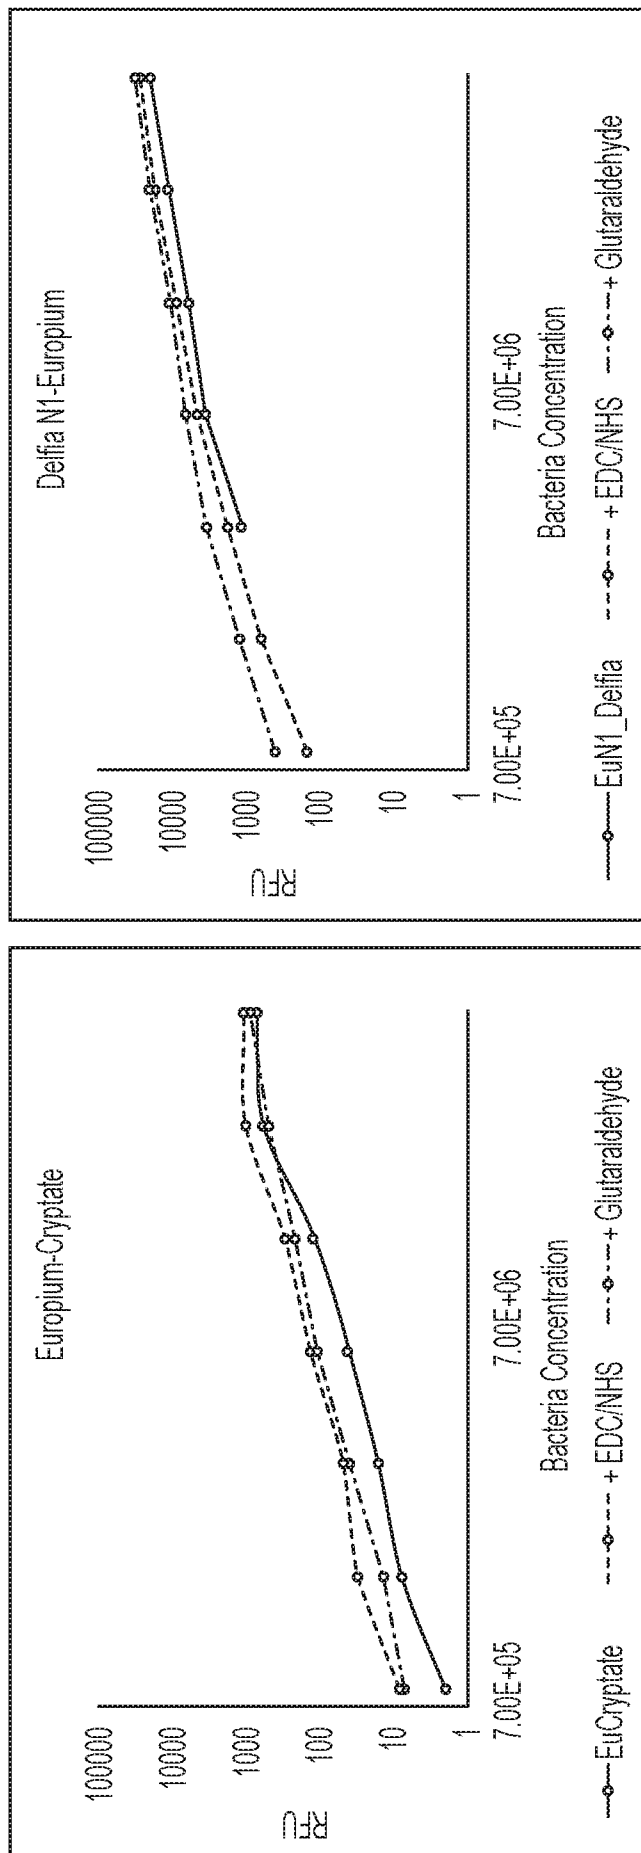 Europium-Cryptate
100000
10000
1000
100
10
1
RFU
7.00E+05
7.00E+06
Bacteria Concentration
EuCryptate
+ EDC/NHS
+ Glutaraldehyde
Delfia N1-Europium
100000
10000
1000
100
10
1
RFU
7.00E+05
7.00E+06
Bacteria Concentration
EuN1_Delfia
+ EDC/NHS
+ Glutaraldehyde